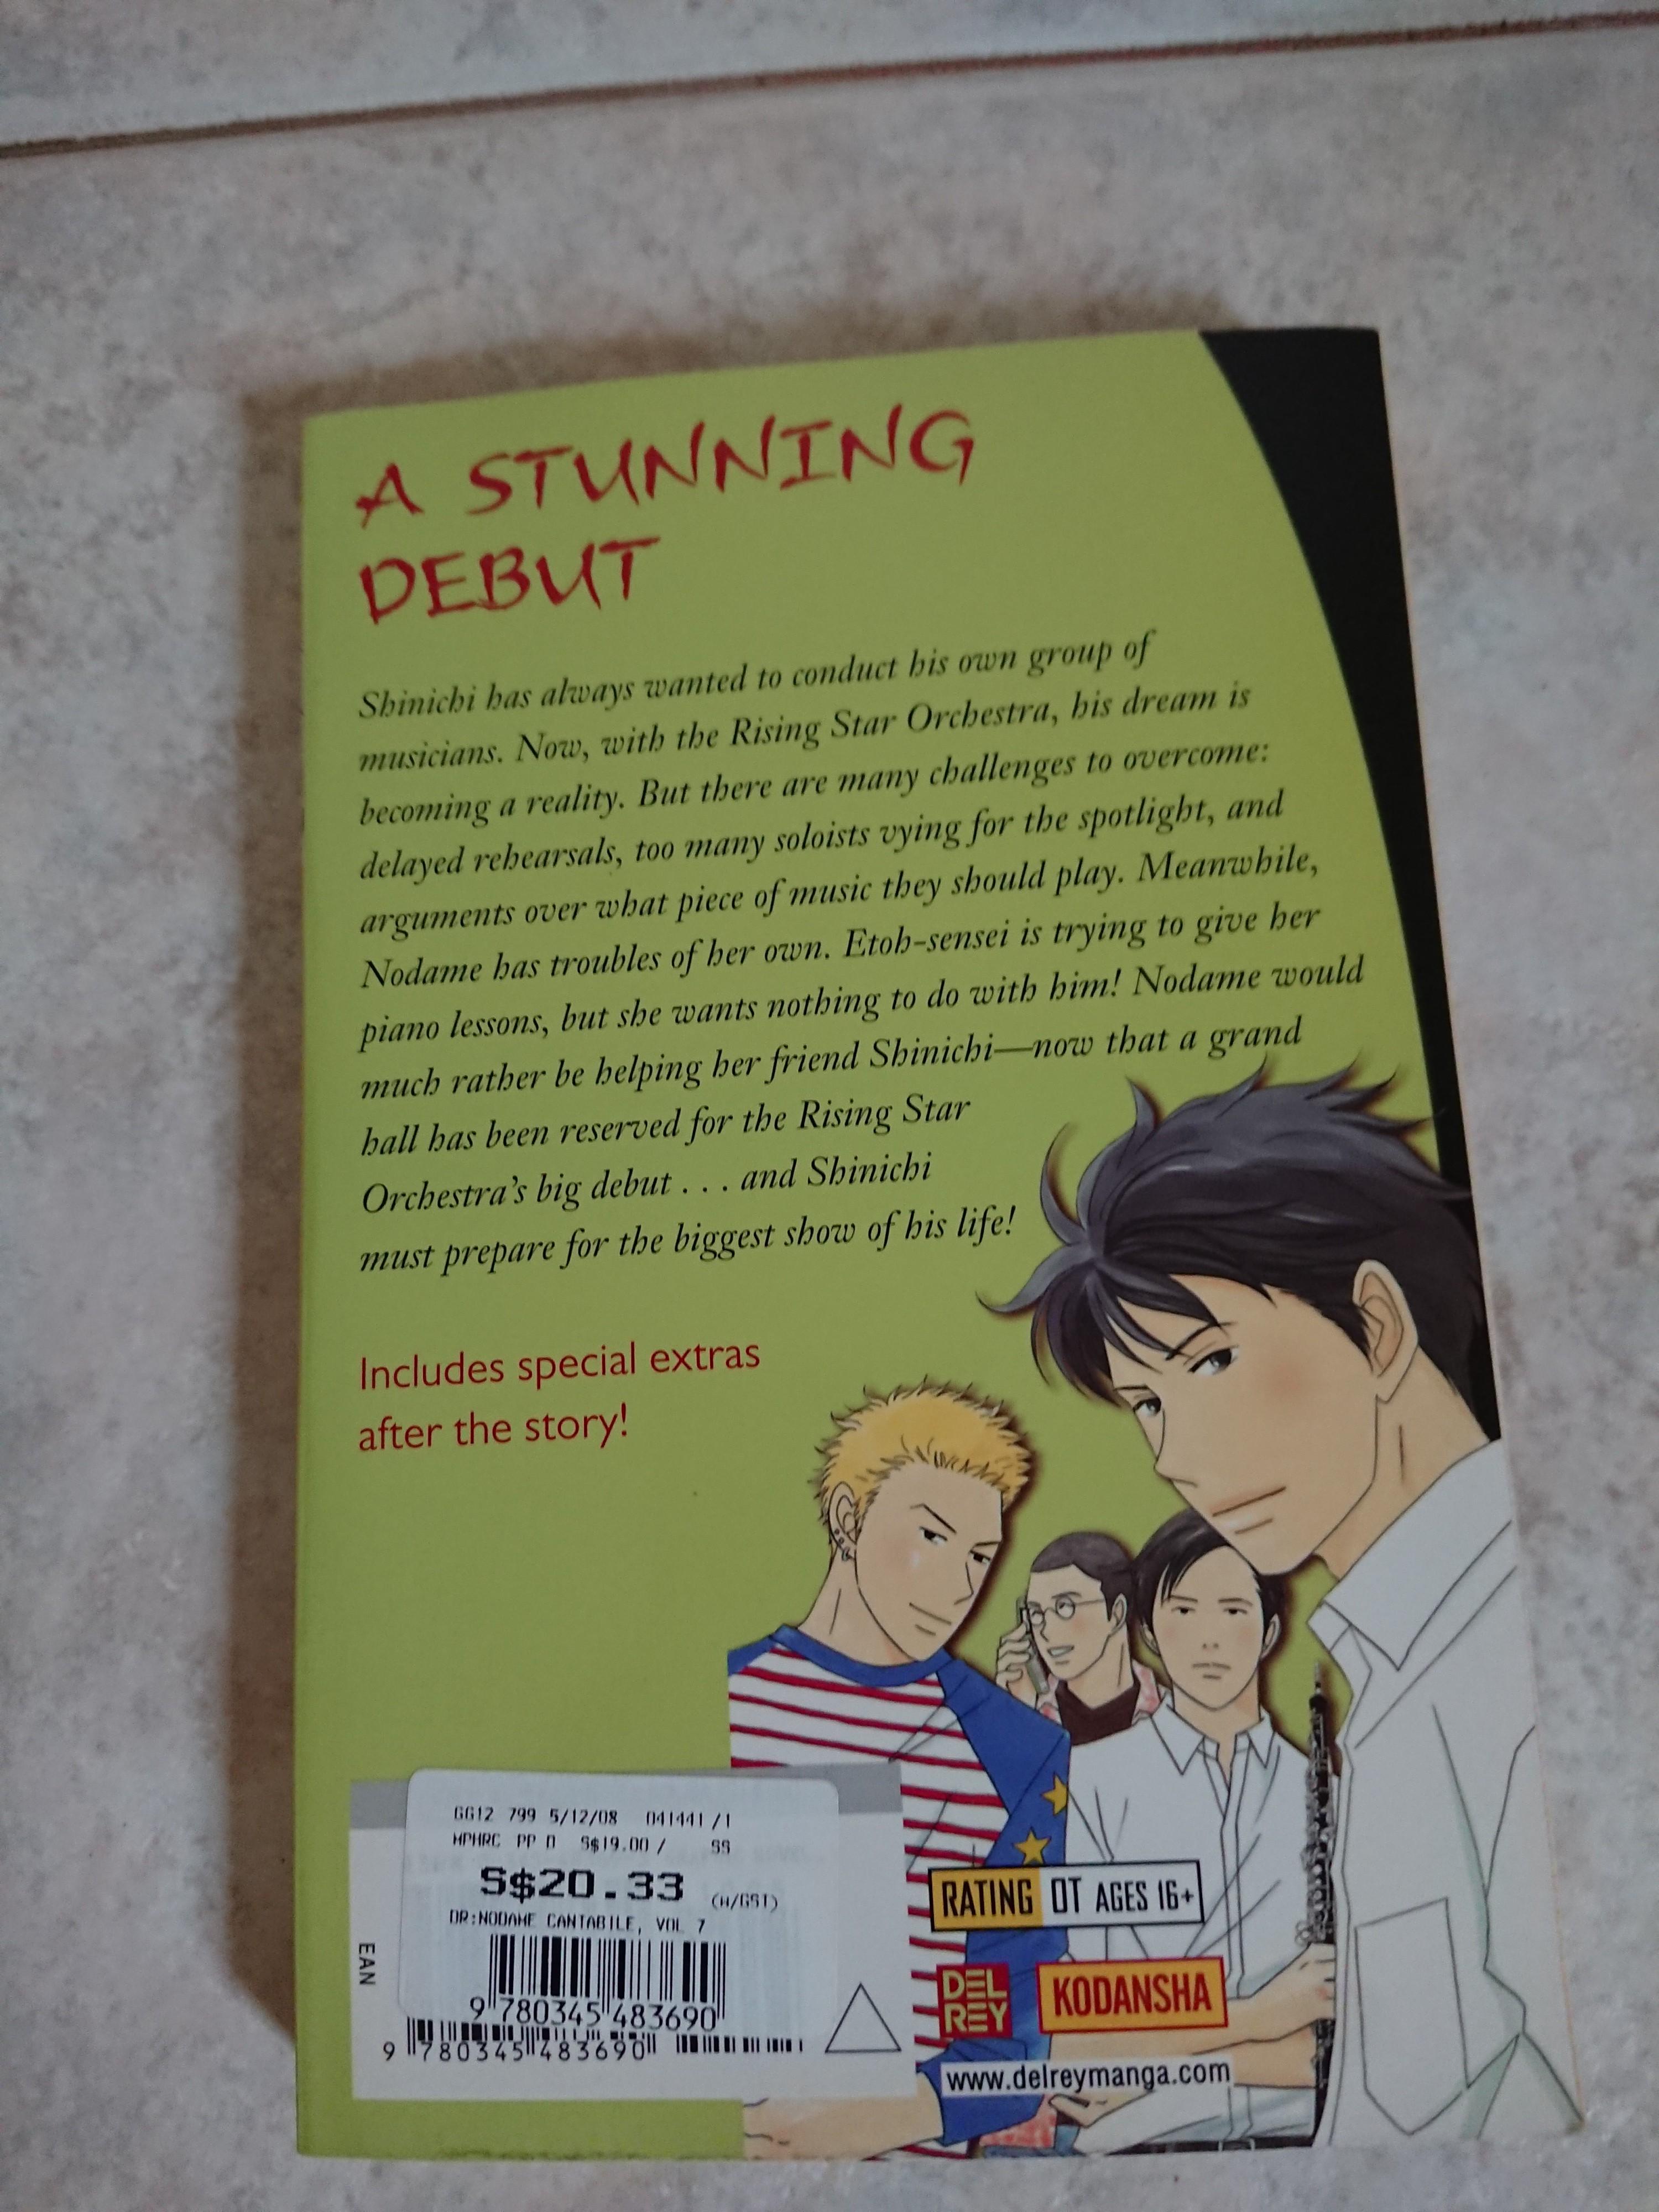 A STUNNING
DEBUT
Shinichi has always wanted to conduct his own group of
musicians. Now, with the Rising Star Orchestra, his dream is
becoming a reality. But there are many challenges to overcome:
delayed rehearsals, too many soloists vying for the spotlight, and
arguments over what piece of music they should play. Meanwhile,
Nodame has troubles of her own. Etoh-sensei is trying to give her
piano lessons, but she wants nothing to do with him! Nodame would
much rather be helping her friend Shinichi—now that a grand
hall has been reserved for the Rising Star
Orchestra's big debut . . . and Shinichi
must prepare for the biggest show of his life!
Includes special extras
after the story!
GG12 799 5/12/08 041441 /1
MPHRC PP D S$19.00 / SS
S$20.33 (W/GST)
DR:NODAME CANTABILE, VOL 7
9 780345 483690
EAN
9 780345 483690
RATING OT AGES 16+
DEL
REY
KODANSHA
www.delreymanga.com